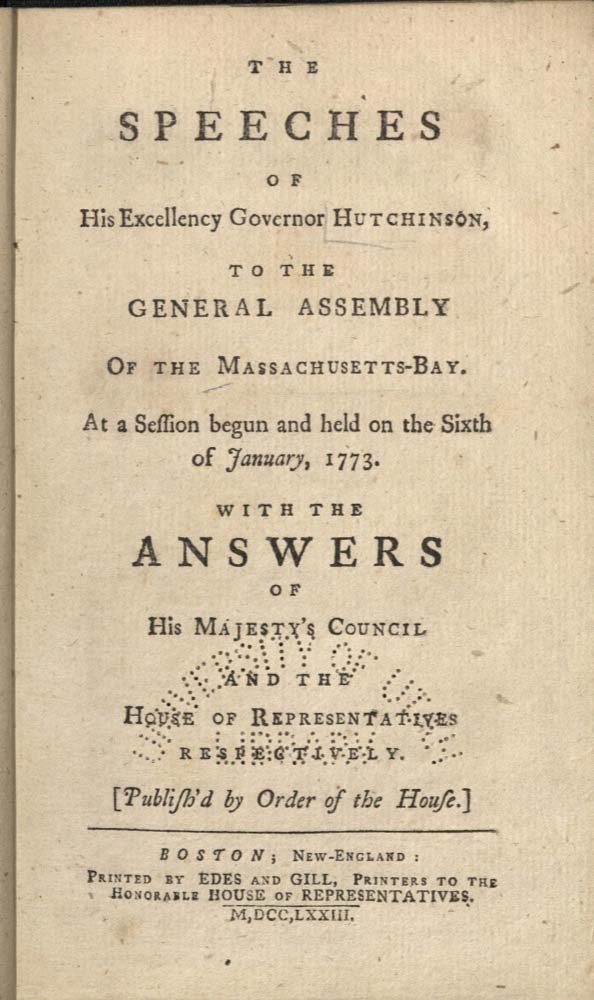 THE
SPEECHES
OF
His Excellency Governor HUTCHINSON,
TO THE
GENERAL ASSEMBLY
OF THE MASSACHUSETTS-BAY.
At a Seſſion begun and held on the Sixth
of January, 1773.
WITH THE
ANSWERS
OF
His MAJESTY'S COUNCIL
UNIVERSITY OF
AND THE
HOUSE OF REPRESENTATIVES
LIBRARY
RESPECTIVELY.
[Publiſh'd by Order of the Houſe.]
BOSTON; NEW-ENGLAND:
PRINTED BY EDES AND GILL, PRINTERS TO THE
HONORABLE HOUSE OF REPRESENTATIVES.
M,DCC,LXXIII.